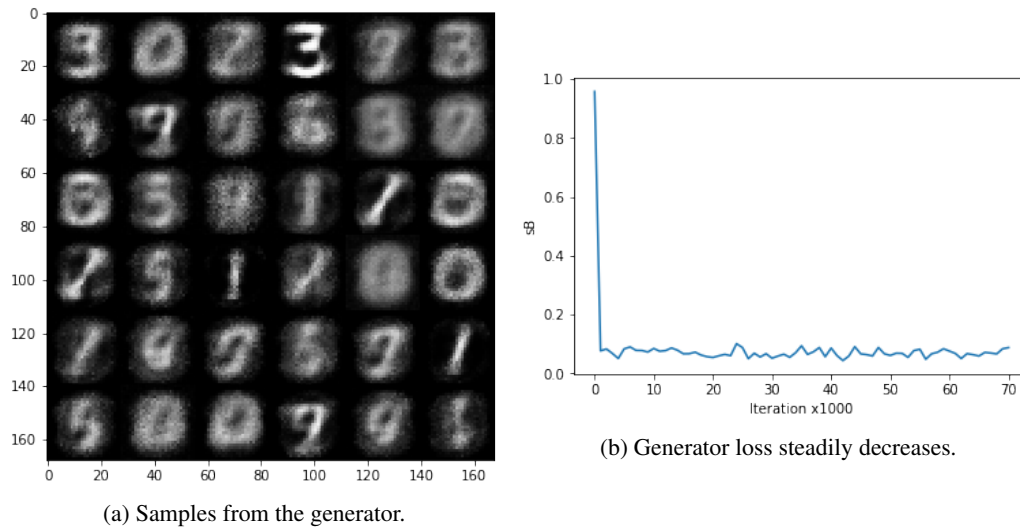 0
20
40
60
80
100
120
140
160
0 20 40 60 80 100 120 140 160
(a) Samples from the generator.
1.0
0.8
0.6
0.4
0.2
0.0
sB
0 10 20 30 40 50 60 70
Iteration x1000
(b) Generator loss steadily decreases.